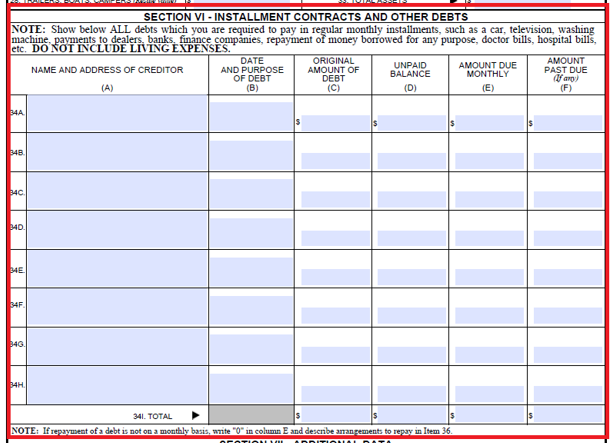 33. TOTAL ASSETS
SECTION VI - INSTALLMENT CONTRACTS AND OTHER DEBTS
NOTE: Show below ALL debts which you are required to pay in regular monthly installments, such as a car, television, washing
machine, payments to dealers, banks, finance companies, repayment of money borrowed for any purpose, doctor bills, hospital bills,
etc. DO NOT INCLUDE LIVING EXPENSES.
NAME AND ADDRESS OF CREDITOR
(A)
DATE
AND PURPOSE
OF DEBT
(B)
ORIGINAL
AMOUNT OF
DEBT
(C)
UNPAID
BALANCE
(D)
AMOUNT DUE
MONTHLY
(E)
AMOUNT
PAST DUE
(If any)
(F)
34A.
$ $ $ $
34B.
34C.
34D.
34E.
34F.
34G.
34H.
34I. TOTAL
$ $ $ $
NOTE: If repayment of a debt is not on a monthly basis, write "0" in column E and describe arrangements to repay in Item 36.
SECTION VII - ADDITIONAL DATA